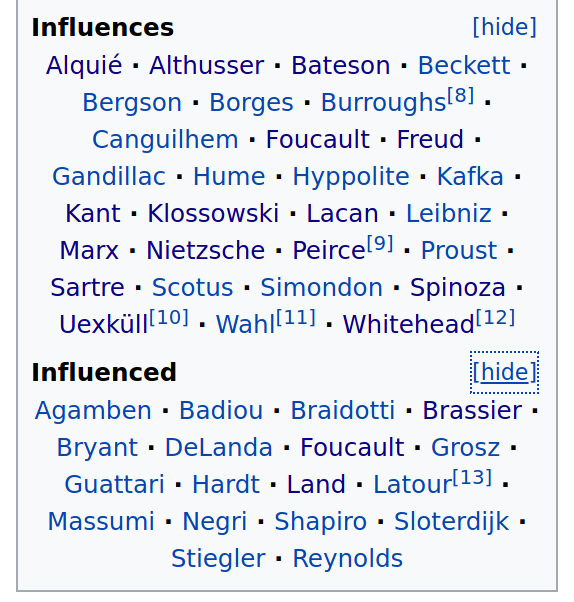 Influences [hide]
Alquié · Althusser · Bateson · Beckett ·
Bergson · Borges · Burroughs[8] ·
Canguilhem · Foucault · Freud ·
Gandillac · Hume · Hyppolite · Kafka ·
Kant · Klossowski · Lacan · Leibniz ·
Marx · Nietzsche · Peirce[9] · Proust ·
Sartre · Scotus · Simondon · Spinoza ·
Uexküll[10] · Wahl[11] · Whitehead[12]
Influenced [hide]
Agamben · Badiou · Braidotti · Brassier ·
Bryant · DeLanda · Foucault · Grosz ·
Guattari · Hardt · Land · Latour[13] ·
Massumi · Negri · Shapiro · Sloterdijk ·
Stiegler · Reynolds